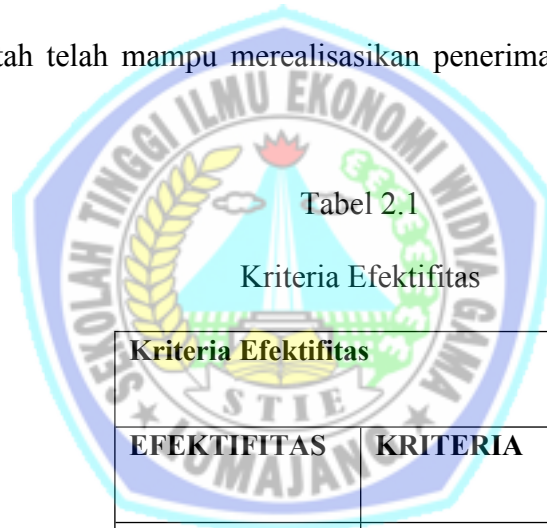 tah telah mampu merealisasikan penerima
SEKOLAH TINGGI ILMU EKONOMI WIDYA GAMA
Tabel 2.1
Kriteria Efektifitas
Kriteria Efektifitas
STIE
EFEKTIFITAS KRITERIA
LUMAJANG